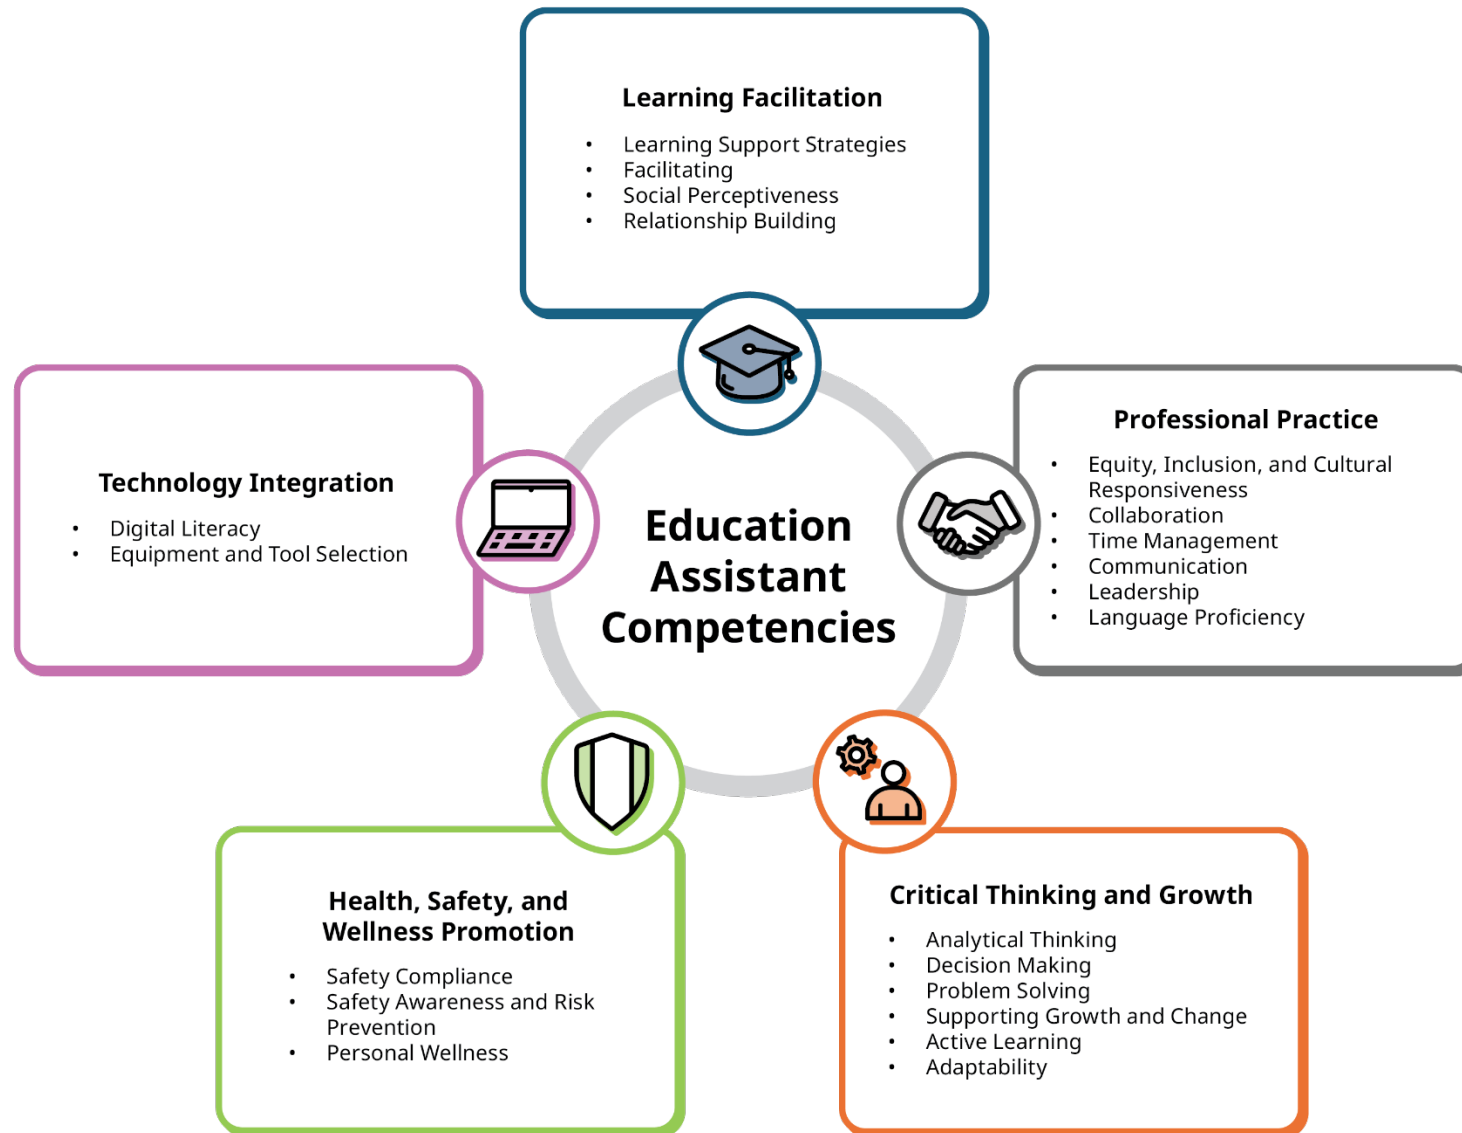 Learning Facilitation
• Learning Support Strategies
• Facilitating
• Social Perceptiveness
• Relationship Building
Technology Integration
• Digital Literacy
• Equipment and Tool Selection
Education
Assistant
Competencies
Professional Practice
• Equity, Inclusion, and Cultural
Responsiveness
• Collaboration
• Time Management
• Communication
• Leadership
• Language Proficiency
Health, Safety, and
Wellness Promotion
• Safety Compliance
• Safety Awareness and Risk
Prevention
• Personal Wellness
Critical Thinking and Growth
• Analytical Thinking
• Decision Making
• Problem Solving
• Supporting Growth and Change
• Active Learning
• Adaptability